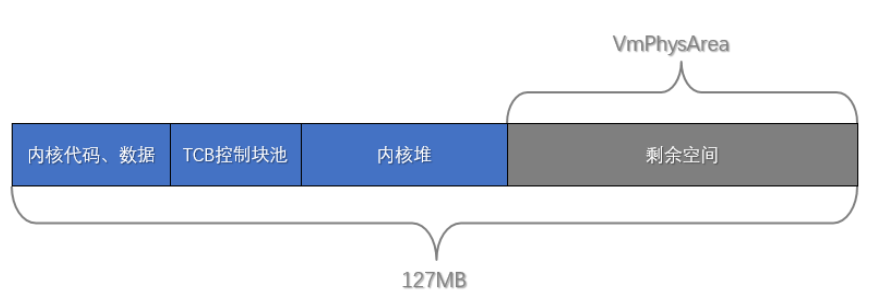 VmPhysArea
内核代码、数据
TCB控制块池
内核堆
剩余空间
127MB